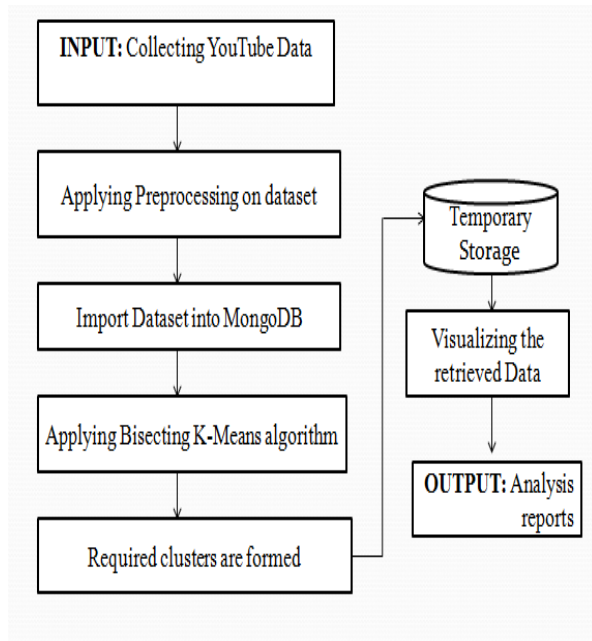 INPUT: Collecting YouTube Data
Applying Preprocessing on dataset
Import Dataset into MongoDB
Applying Bisecting K-Means algorithm
Required clusters are formed
Temporary
Storage
Visualizing the
retrieved Data
OUTPUT: Analysis
reports